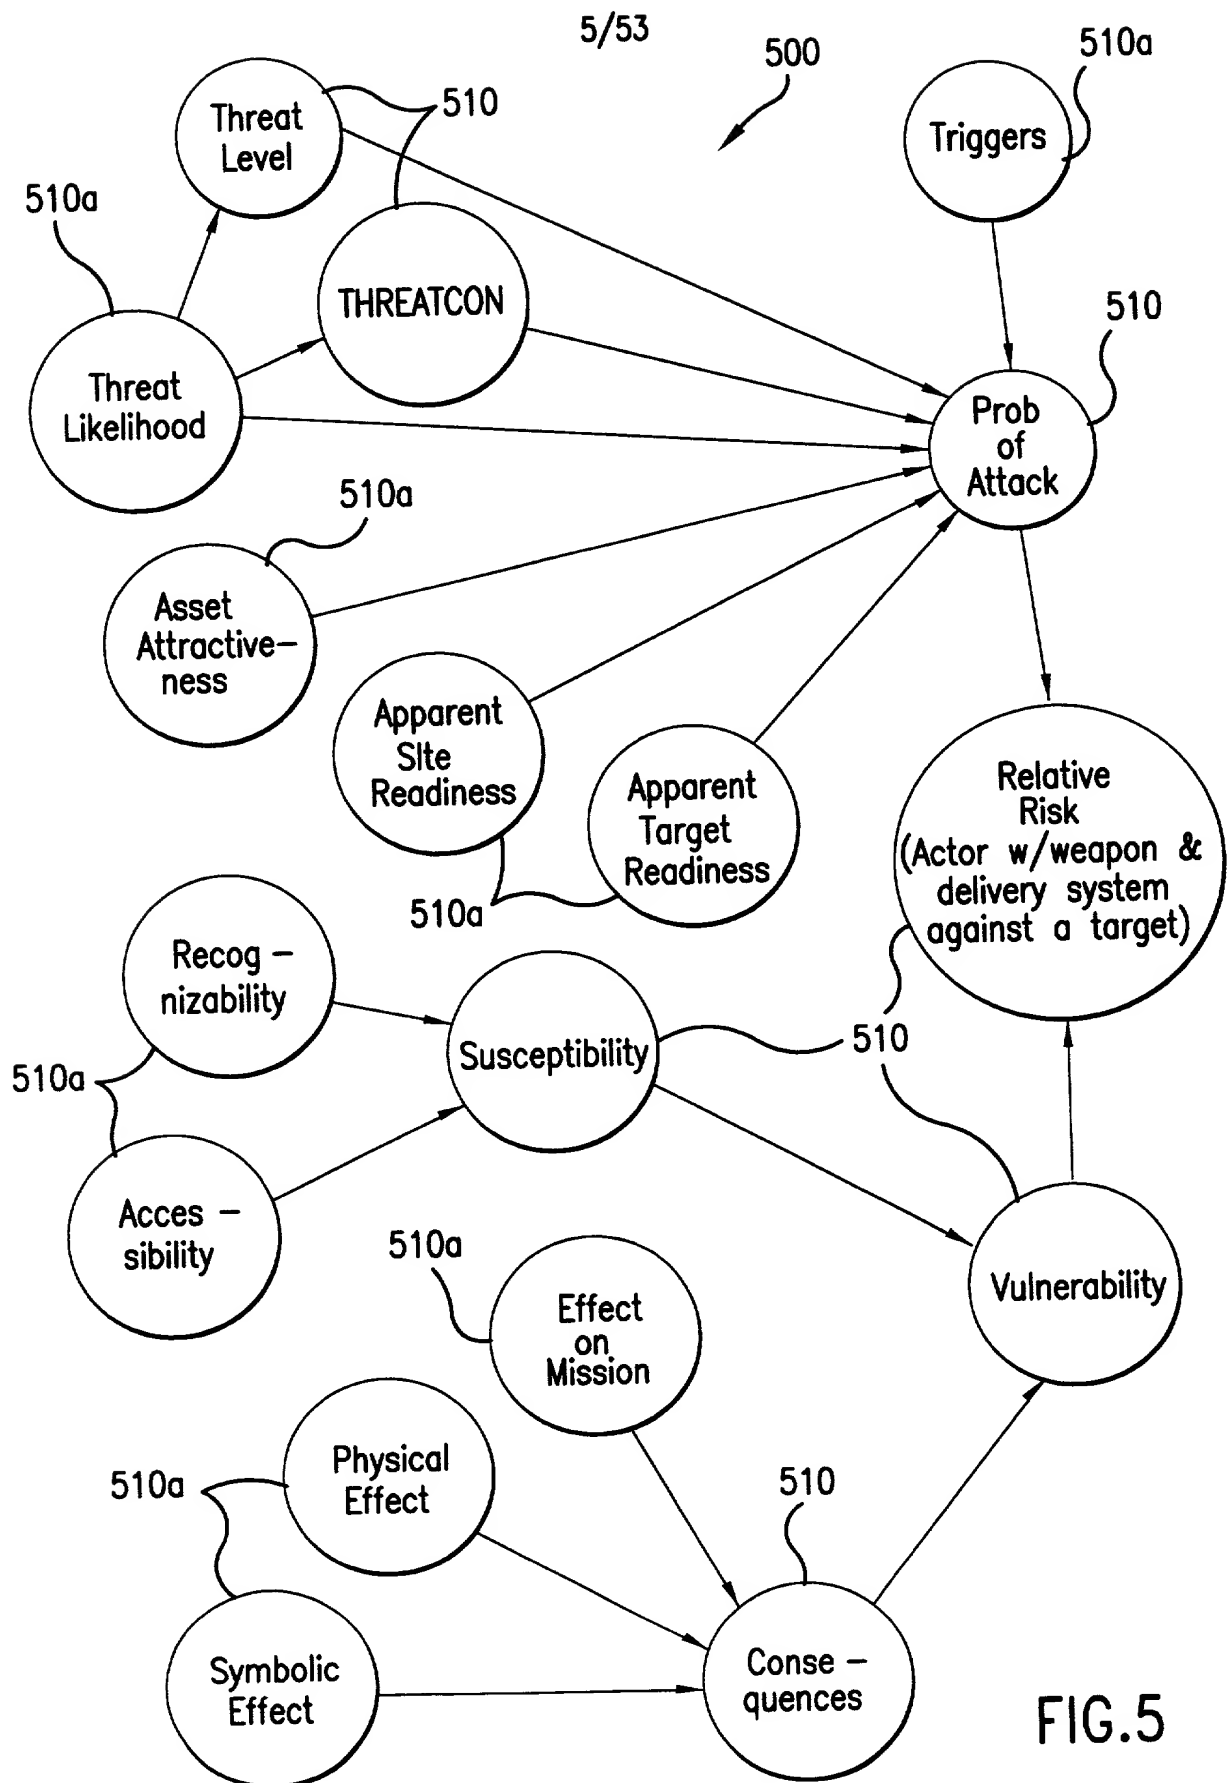 5/53
500
510a
Triggers
Threat
Level
510
510a
THREATCON
510
Threat
Likelihood
Prob
of
Attack
510a
Asset
Attractive-
ness
Apparent
SIte
Readiness
Apparent
Target
Readiness
510a
Relative
Risk
(Actor w/weapon &
delivery system
against a target)
Recog -
nizability
Susceptibility
510
510a
Acces -
sibility
510a
Effect
on
Mission
Vulnerability
Physical
Effect
510a
510
Symbolic
Effect
Conse -
quences
FIG.5